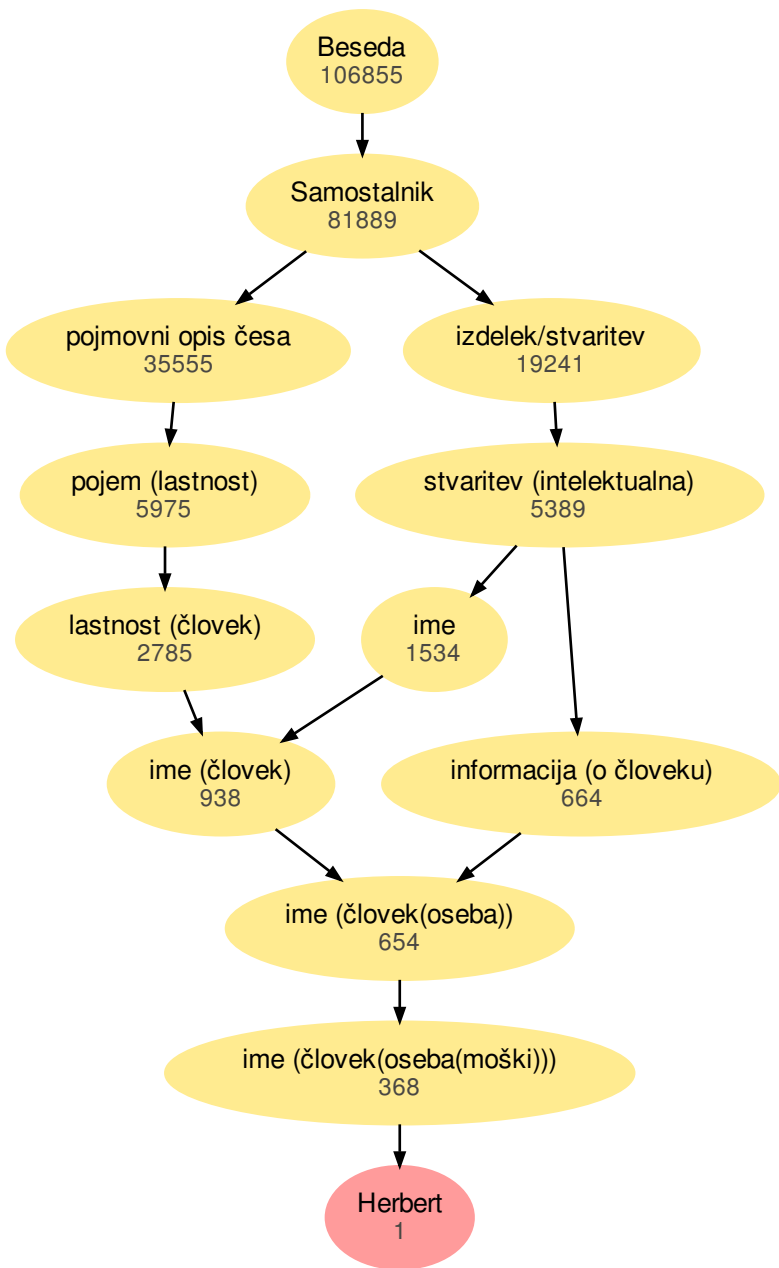 Beseda
106855
Samostalnik
81889
pojmovni opis česa
35555
izdelek/stvaritev
19241
pojem (lastnost)
5975
stvaritev (intelektualna)
5389
lastnost (človek)
2785
ime
1534
ime (človek)
938
informacija (o človeku)
664
ime (človek(oseba))
654
ime (človek(oseba(moški)))
368
Herbert
1